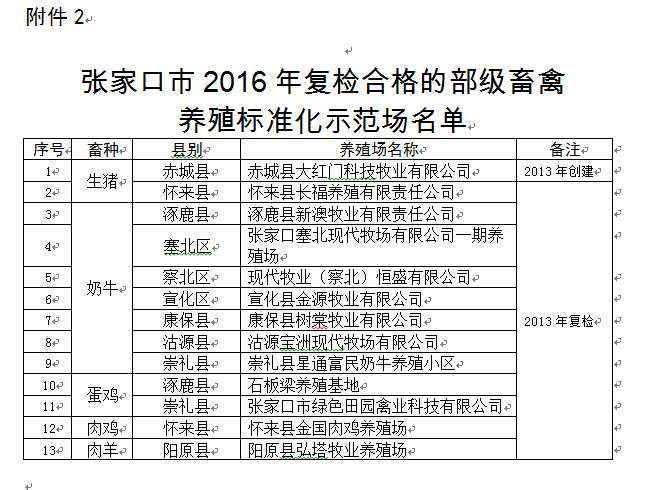 附件2
张家口市2016年复检合格的部级畜禽
养殖标准化示范场名单
序号 畜种 县别 养殖场名称 备注
1 生猪 赤城县 赤城县大红门科技牧业有限公司 2013年创建
2 怀来县 怀来县长福养殖有限责任公司 2013年复检
3 奶牛 涿鹿县 涿鹿县新澳牧业有限责任公司
4 塞北区 张家口塞北现代牧场有限公司一期养
殖场
5 察北区 现代牧业（察北）恒盛有限公司
6 宣化区 宣化县金源牧业有限公司
7 康保县 康保县树棠牧业有限公司
8 沽源县 沽源宝洲现代牧场有限公司
9 崇礼县 崇礼县星通富民奶牛养殖小区
10 蛋鸡 涿鹿县 石板梁养殖基地
11 崇礼县 张家口市绿色田园禽业科技有限公司
12 肉鸡 怀来县 怀来县金国肉鸡养殖场
13 肉羊 阳原县 阳原县弘塔牧业养殖场